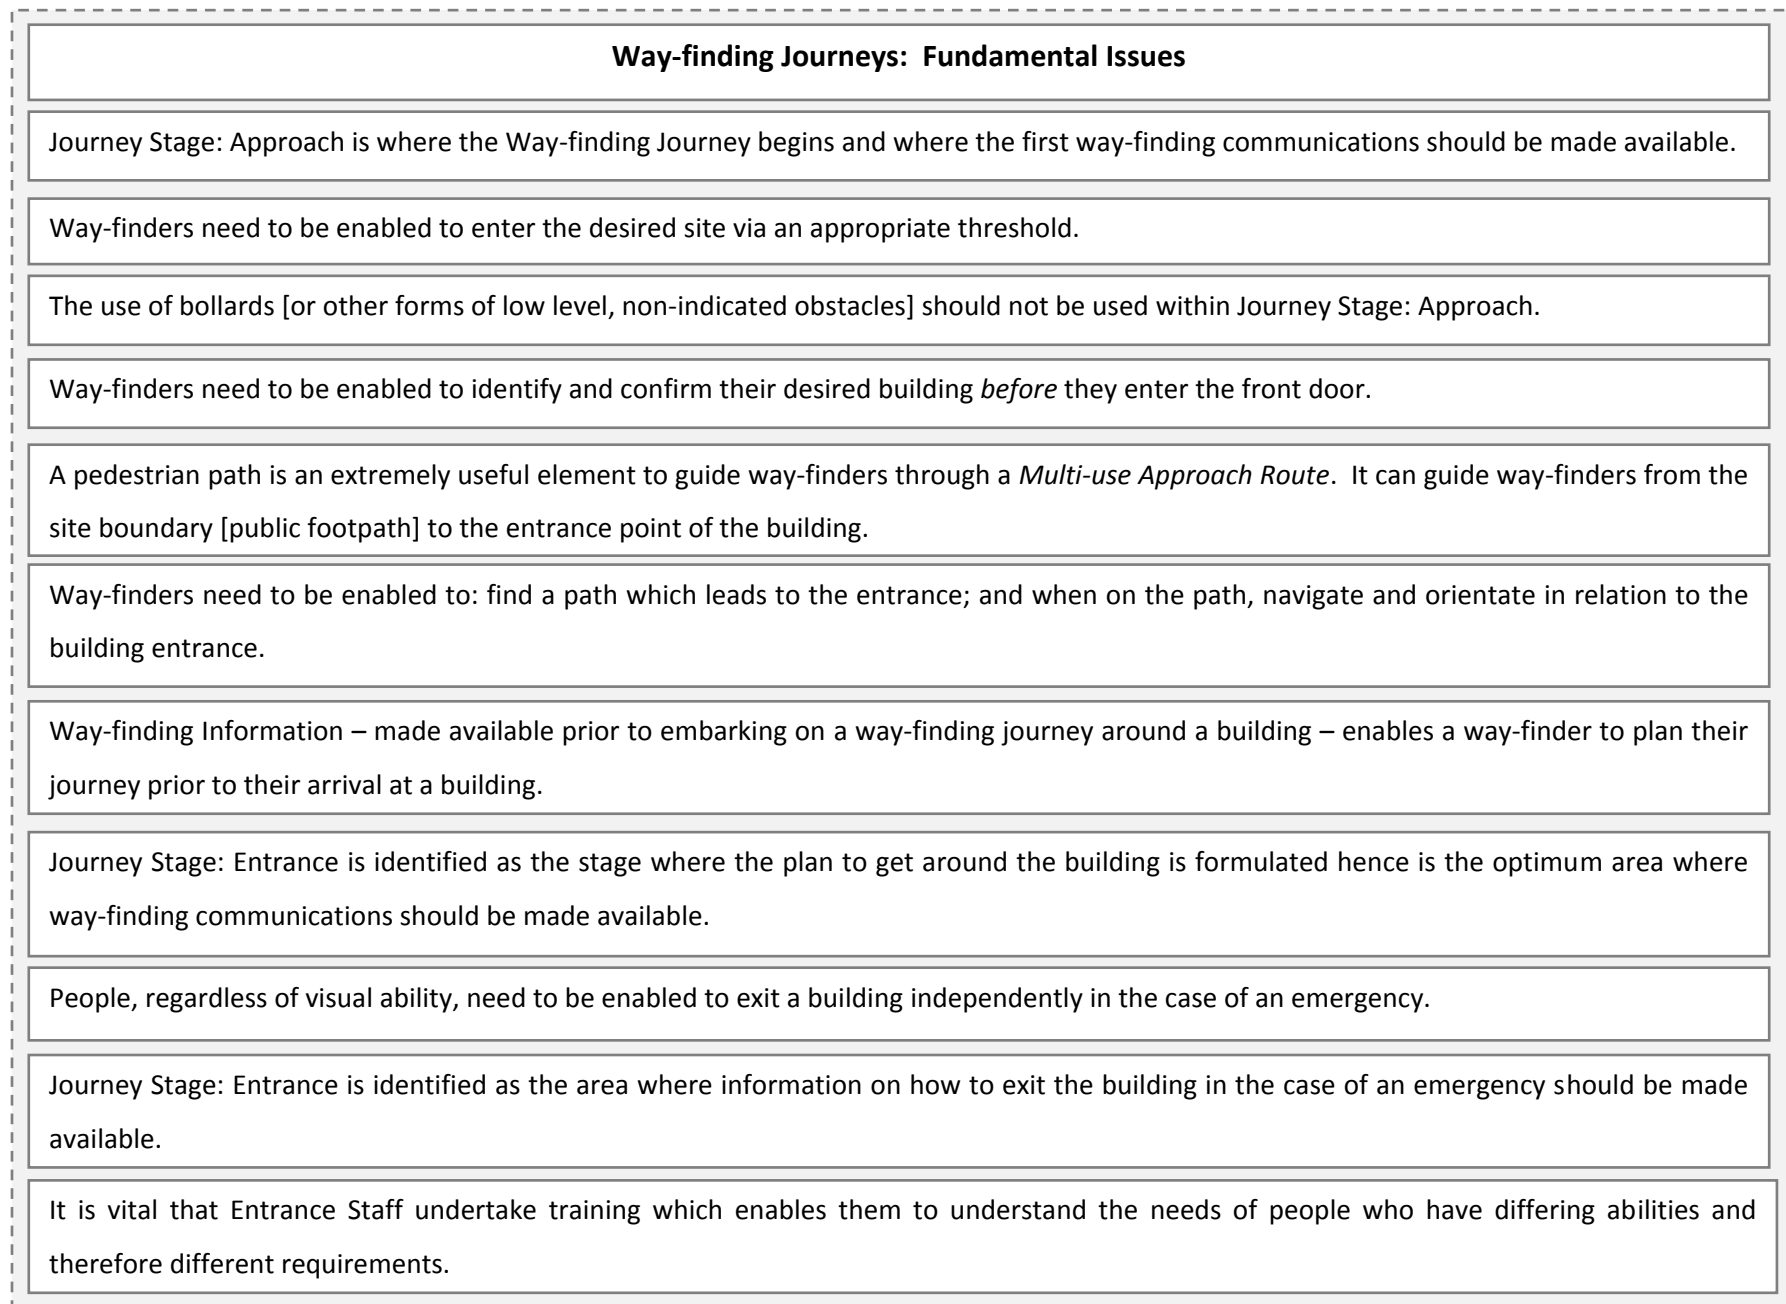 Way-finding Journeys:  Fundamental Issues
Journey Stage: Approach is where the Way-finding Journey begins and where the first way-finding communications should be made available.
Way-finders need to be enabled to enter the desired site via an appropriate threshold.
The use of bollards [or other forms of low level, non-indicated obstacles] should not be used within Journey Stage: Approach.
Way-finders need to be enabled to identify and confirm their desired building before they enter the front door.
A pedestrian path is an extremely useful element to guide way-finders through a Multi-use Approach Route.  It can guide way-finders from the
site boundary [public footpath] to the entrance point of the building.
Way-finders need to be enabled to: find a path which leads to the entrance; and when on the path, navigate and orientate in relation to the
building entrance.
Way-finding Information – made available prior to embarking on a way-finding journey around a building – enables a way-finder to plan their
journey prior to their arrival at a building.
Journey Stage: Entrance is identified as the stage where the plan to get around the building is formulated hence is the optimum area where
way-finding communications should be made available.
People, regardless of visual ability, need to be enabled to exit a building independently in the case of an emergency.
Journey Stage: Entrance is identified as the area where information on how to exit the building in the case of an emergency should be made
available.
It is vital that Entrance Staff undertake training which enables them to understand the needs of people who have differing abilities and
therefore different requirements.